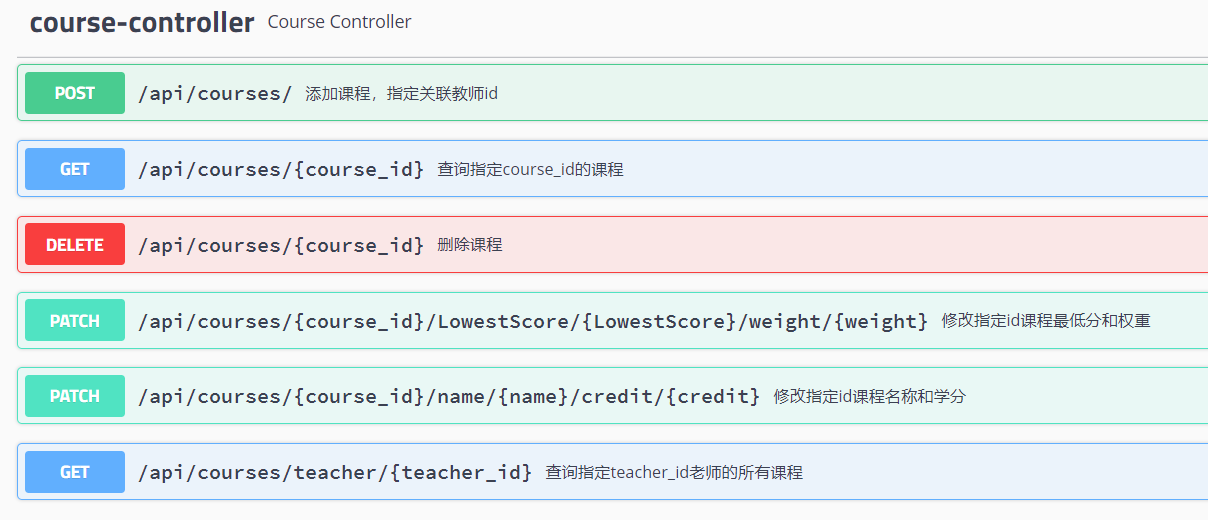 course-controller Course Controller
POST /api/courses/ 添加课程，指定关联教师id
GET /api/courses/{course_id} 查询指定course_id的课程
DELETE /api/courses/{course_id} 删除课程
PATCH /api/courses/{course_id}/LowestScore/{LowestScore}/weight/{weight} 修改指定id课程最低分和权重
PATCH /api/courses/{course_id}/name/{name}/credit/{credit} 修改指定id课程名称和学分
GET /api/courses/teacher/{teacher_id} 查询指定teacher_id老师的所有课程